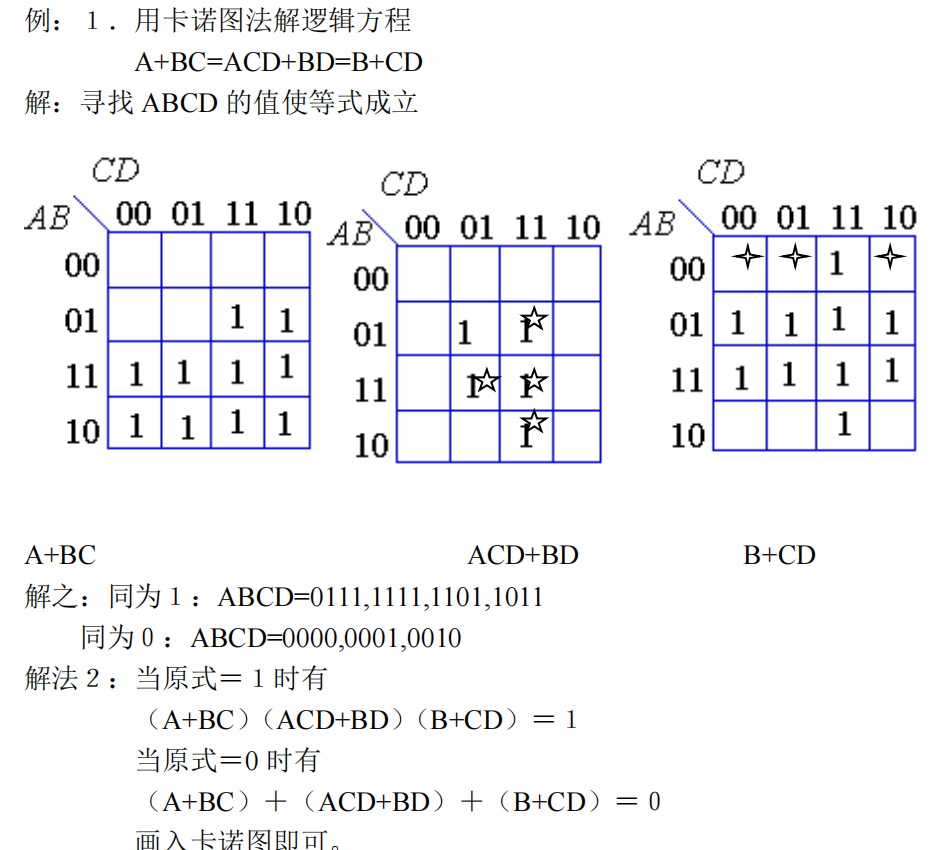 例：１．用卡诺图法解逻辑方程
A+BC=ACD+BD=B+CD
解：寻找 ABCD 的值使等式成立
CD
AB 00 01 11 10
00
01 1 1
11 1 1 1 1
10 1 1 1 1
CD
AB 00 01 11 10
00
01 1 1
11 1 1
10 1
CD
AB 00 01 11 10
00 1
01 1 1 1 1
11 1 1 1 1
10 1
A+BC ACD+BD B+CD
解之：同为１：ABCD=0111,1111,1101,1011
同为０：ABCD=0000,0001,0010
解法２：当原式＝１时有
（A+BC）（ACD+BD）（B+CD）＝１
当原式=0 时有
（A+BC）＋（ACD+BD）＋（B+CD）＝０
画入卡诺图即可。